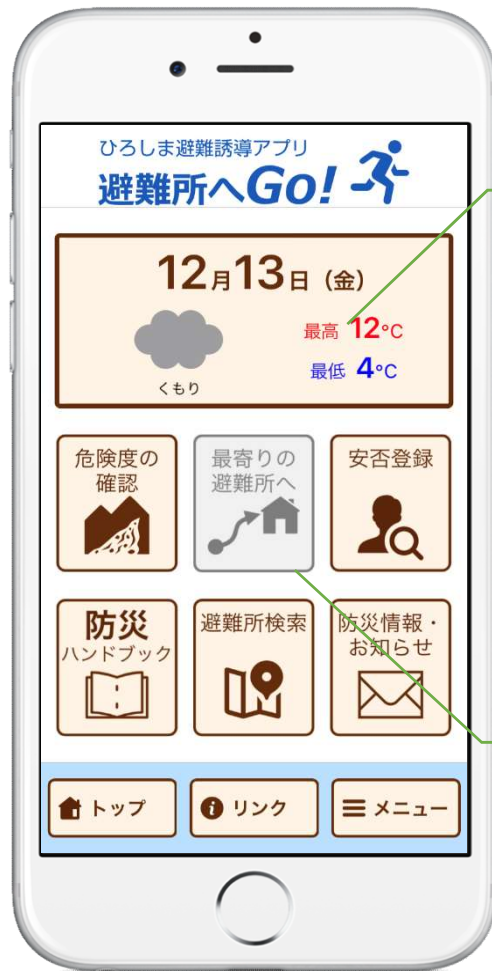 ひろしま避難誘導アプリ
避難所へGo!
12月13日（金）
最高 12℃
くもり
最低 4℃
危険度の
確認
最寄りの
避難所へ
安否登録
防災
ハンドブック
避難所検索
防災情報・
お知らせ
トップ
リンク
メニュー